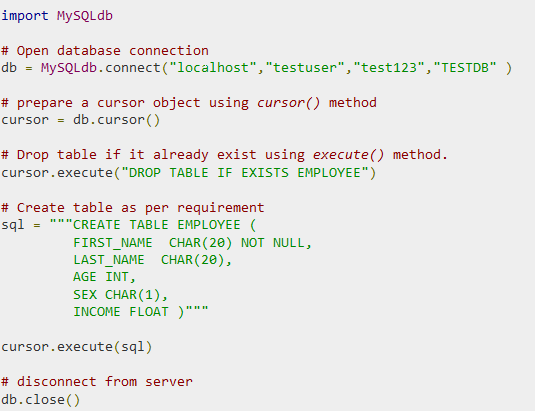 import MySQLdb
# Open database connection
db = MySQLdb.connect("localhost","testuser","test123","TESTDB" )
# prepare a cursor object using cursor() method
cursor = db.cursor()
# Drop table if it already exist using execute() method.
cursor.execute("DROP TABLE IF EXISTS EMPLOYEE")
# Create table as per requirement
sql = """CREATE TABLE EMPLOYEE (
         FIRST_NAME  CHAR(20) NOT NULL,
         LAST_NAME  CHAR(20),
         AGE INT,
         SEX CHAR(1),
         INCOME FLOAT )"""
cursor.execute(sql)
# disconnect from server
db.close()